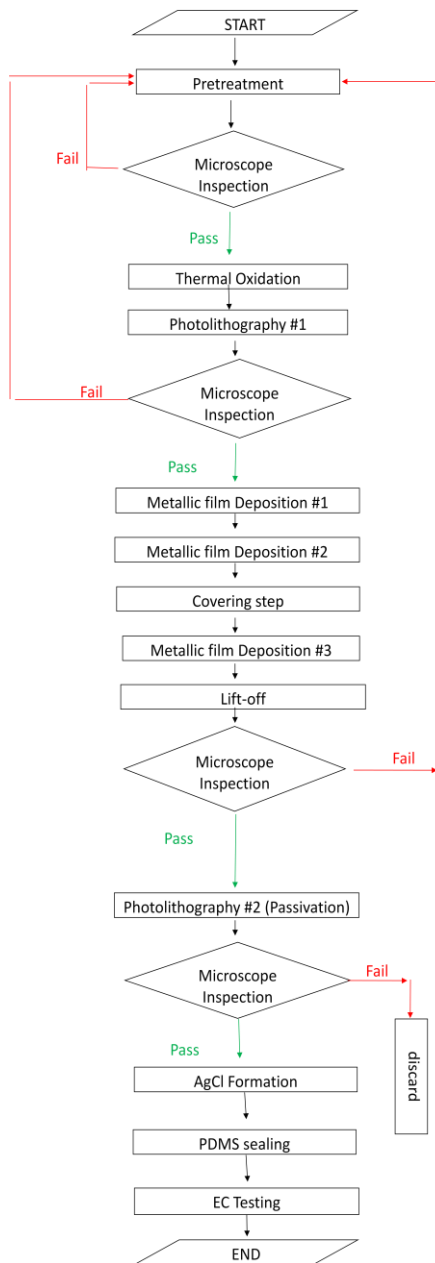 START
Pretreatment
Fail
Microscope
Inspection
Pass
Thermal Oxidation
Photolithography #1
Fail
Microscope
Inspection
Pass
Metallic film Deposition #1
Metallic film Deposition #2
Covering step
Metallic film Deposition #3
Lift-off
Microscope
Inspection
Fail
Pass
Photolithography #2 (Passivation)
Microscope
Inspection
Fail
Pass
discard
AgCl Formation
PDMS sealing
EC Testing
END